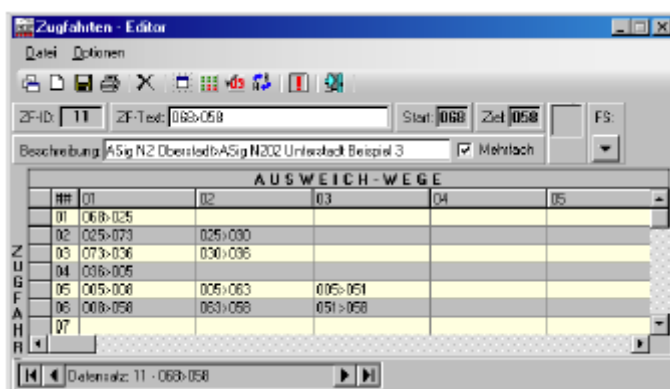 Zugfahrten - Editor
Datei Optionen
ZF-ID: 11 ZF-Text: 068>058 Start: 068 Ziel: 058 FS:
Beschreibung: ASig N2 Oberstadt>ASig N202 Unterstadt Beispiel 3 Mehrfach
AUSWEICH-WEGE
## 01 02 03 04 05
01 068>025
02 025>073 025>030
03 073>036 030>036
04 036>005
05 005>008 005>063 005>051
06 008>058 063>058 051>058
07
ZUGFAHR
Datensatz: 11 - 068>058